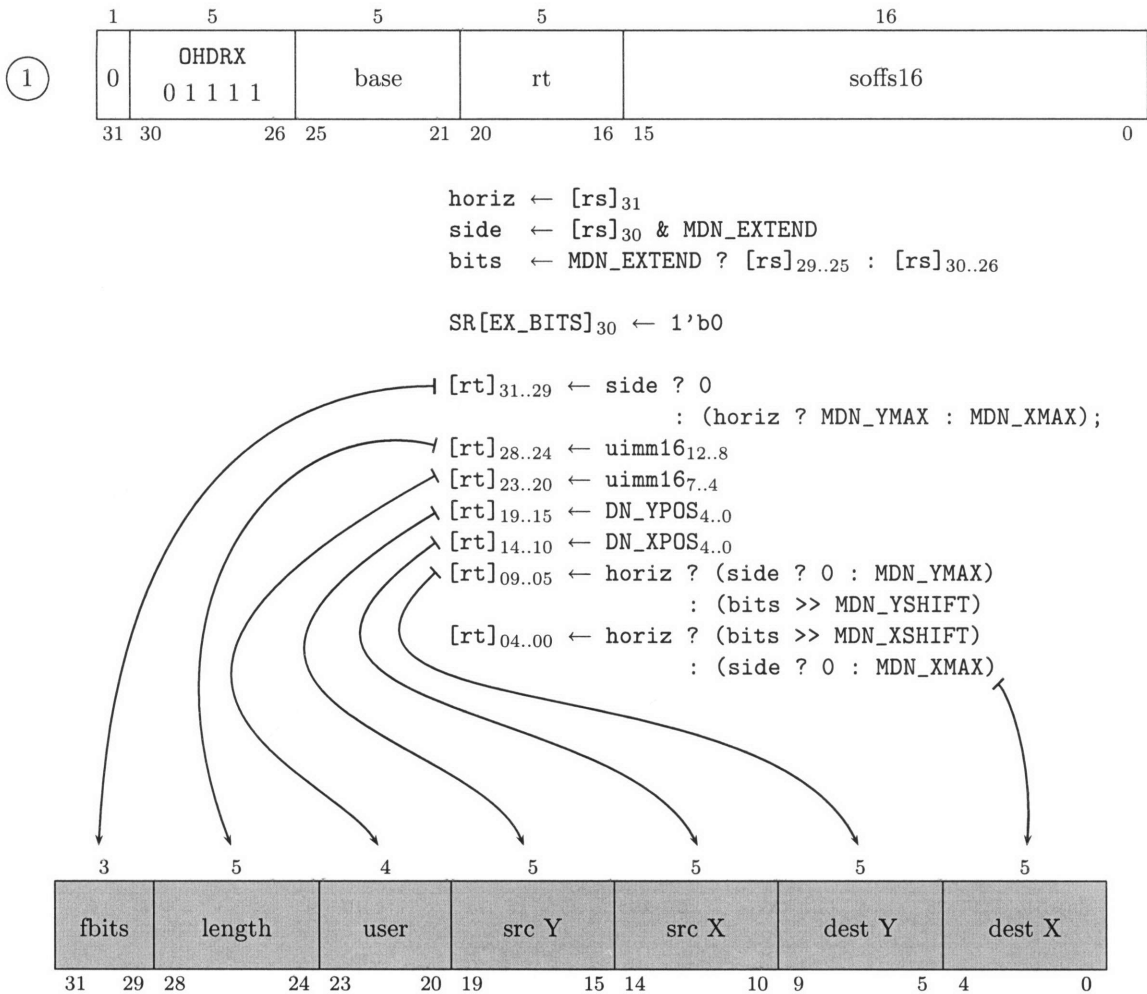 1 5 5 5 16
1 0 OHDRX base rt soffs16
0 1 1 1 1
31 30 26 25 21 20 16 15 0
horiz ← [rs]31
side ← [rs]30 & MDN_EXTEND
bits ← MDN_EXTEND ? [rs]29..25 : [rs]30..26
SR[EX_BITS]30 ← 1'b0
[rt]31..29 ← side ? 0
: (horiz ? MDN_YMAX : MDN_XMAX);
[rt]28..24 ← uimm1612..8
[rt]23..20 ← uimm167..4
[rt]19..15 ← DN_YPOS4..0
[rt]14..10 ← DN_XPOS4..0
[rt]09..05 ← horiz ? (side ? 0 : MDN_YMAX)
: (bits >> MDN_YSHIFT)
[rt]04..00 ← horiz ? (bits >> MDN_XSHIFT)
: (side ? 0 : MDN_XMAX)
3 5 4 5 5 5 5
fbits length user src Y src X dest Y dest X
31 29 28 24 23 20 19 15 14 10 9 5 4 0